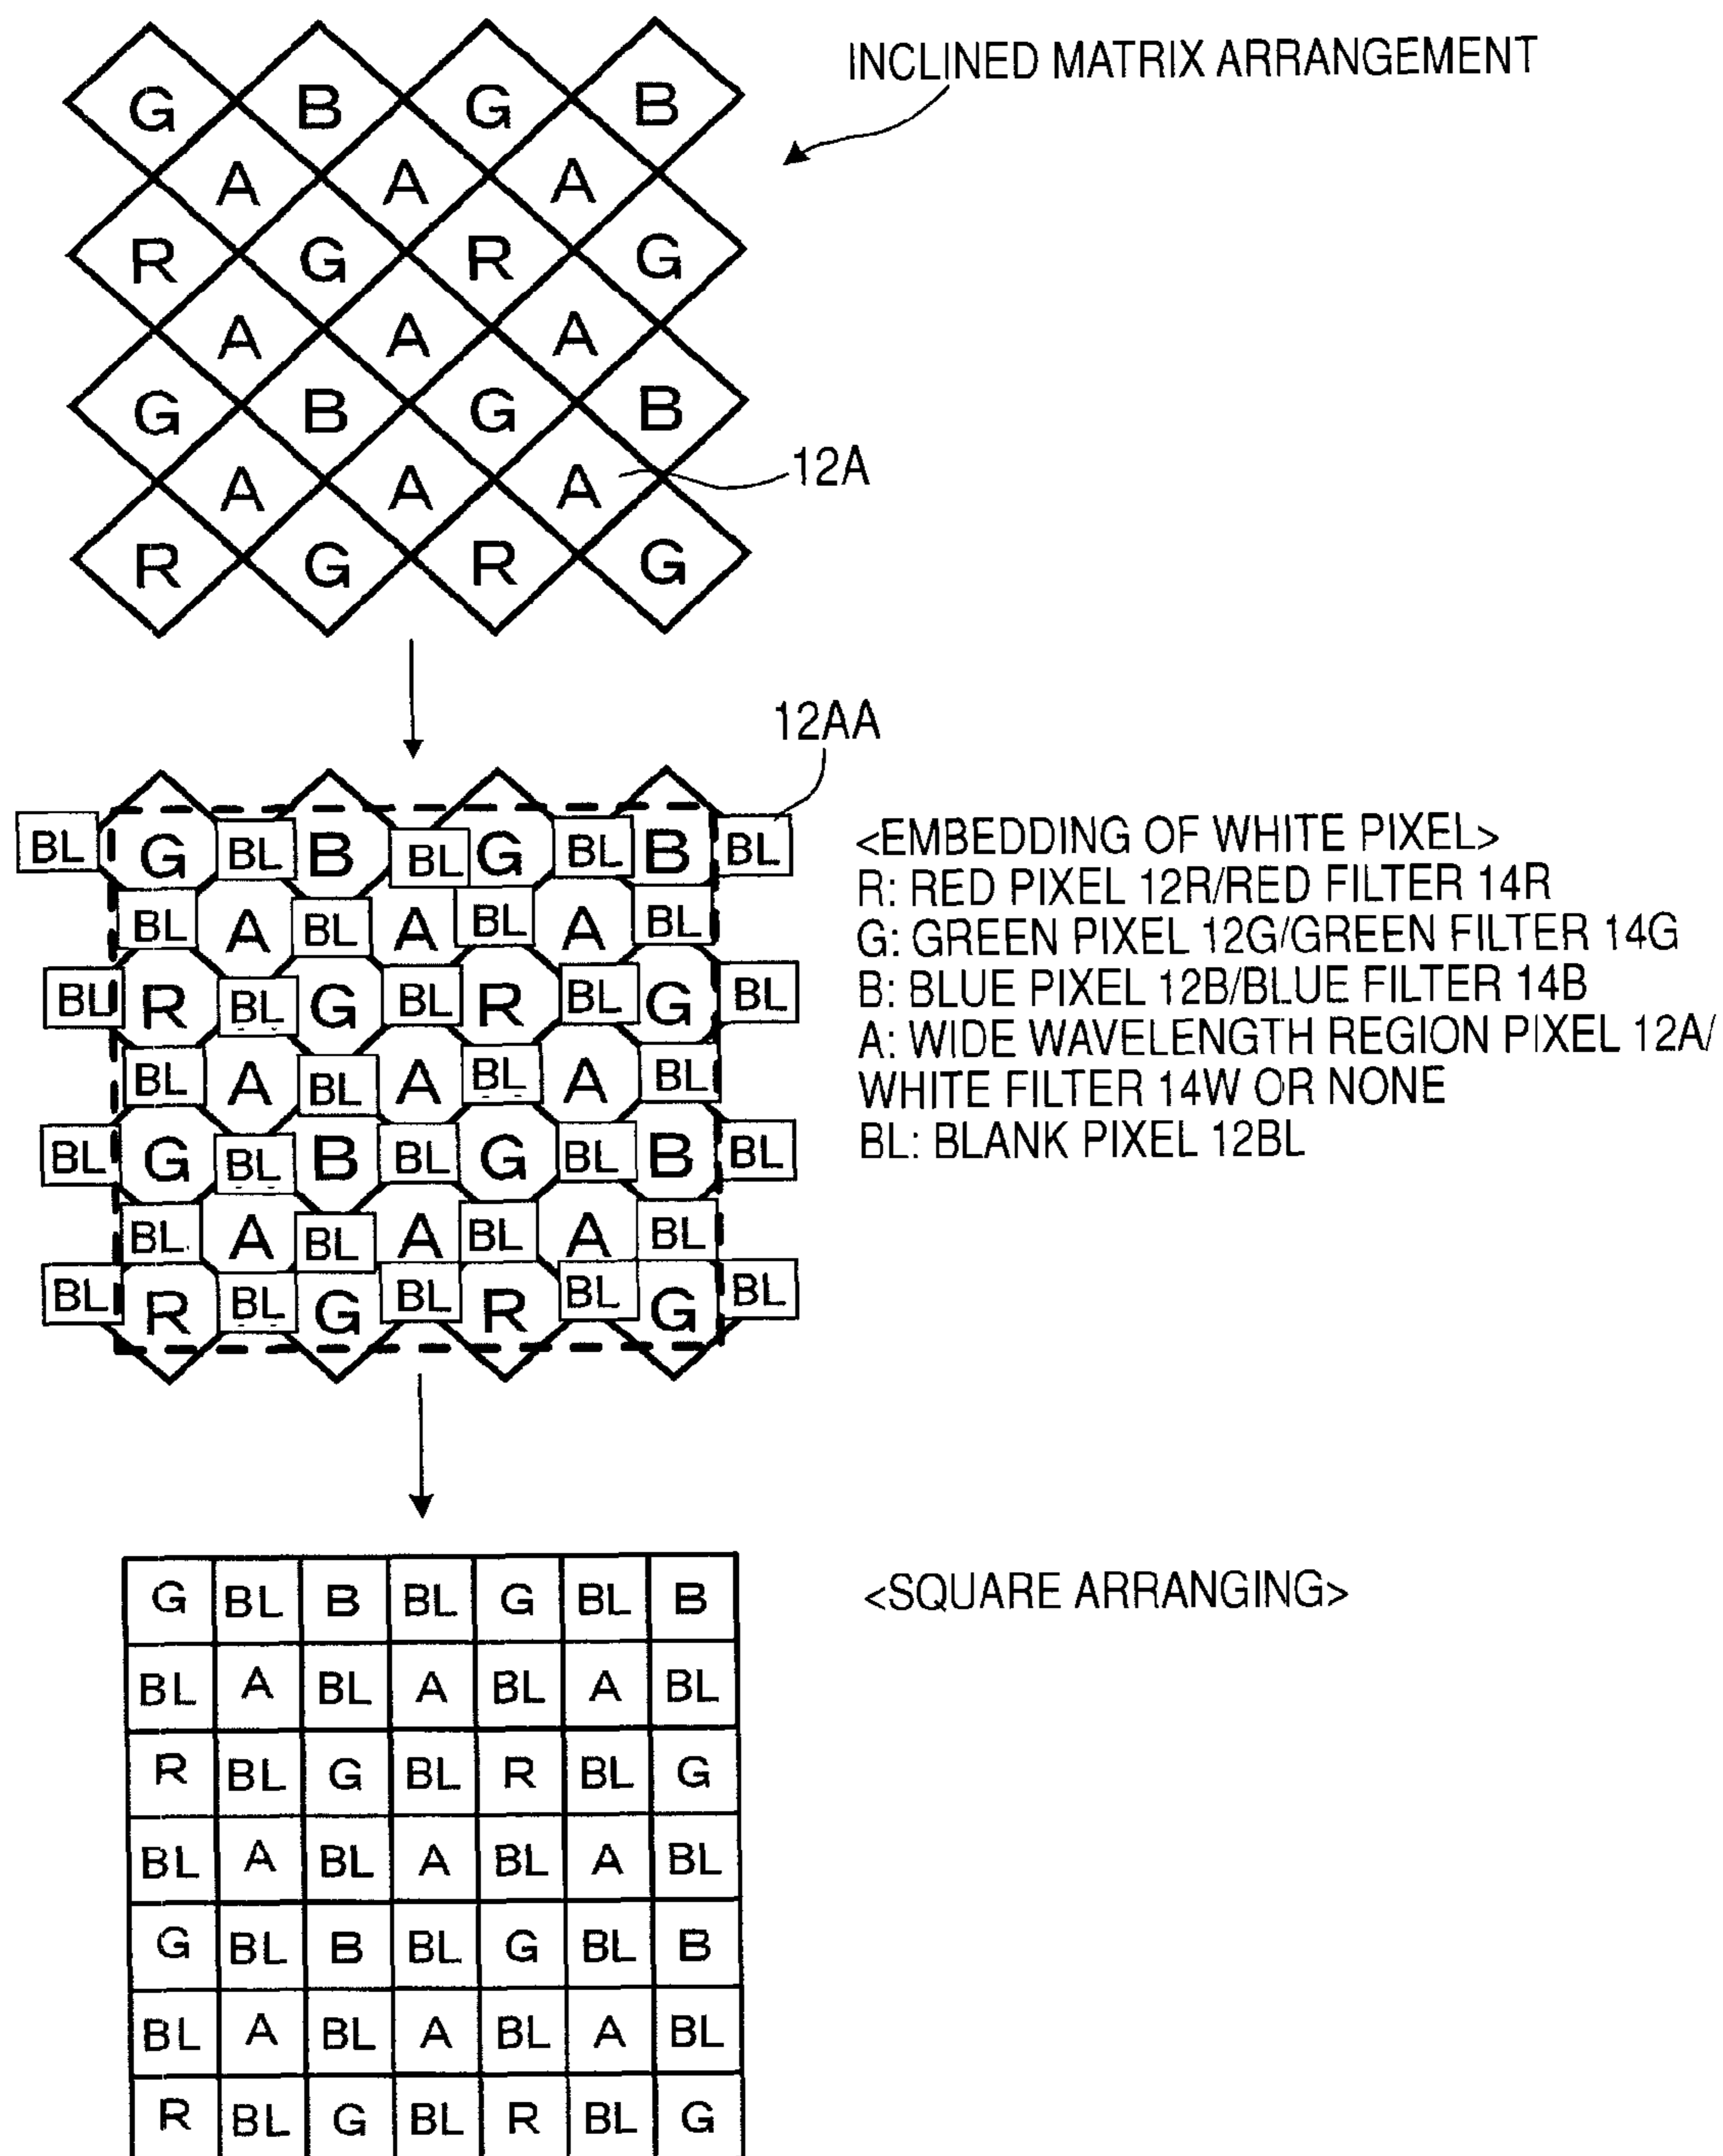 INCLINED MATRIX ARRANGEMENT
G B G B
A A A
R G R G
A A A
G B G B
A A A
12A
R G R G
12AA
BL G BL B BL G BL B BL
BL A BL A BL A BL
BL R BL G BL R BL G BL
BL A BL A BL A BL
BL G BL B BL G BL B BL
BL A BL A BL A BL
BL R BL G BL R BL G BL
<EMBEDDING OF WHITE PIXEL>
R: RED PIXEL 12R/RED FILTER 14R
G: GREEN PIXEL 12G/GREEN FILTER 14G
B: BLUE PIXEL 12B/BLUE FILTER 14B
A: WIDE WAVELENGTH REGION PIXEL 12A/
WHITE FILTER 14W OR NONE
BL: BLANK PIXEL 12BL
<SQUARE ARRANGING>
G BL B BL G BL B
BL A BL A BL A BL
R BL G BL R BL G
BL A BL A BL A BL
G BL B BL G BL B
BL A BL A BL A BL
R BL G BL R BL G